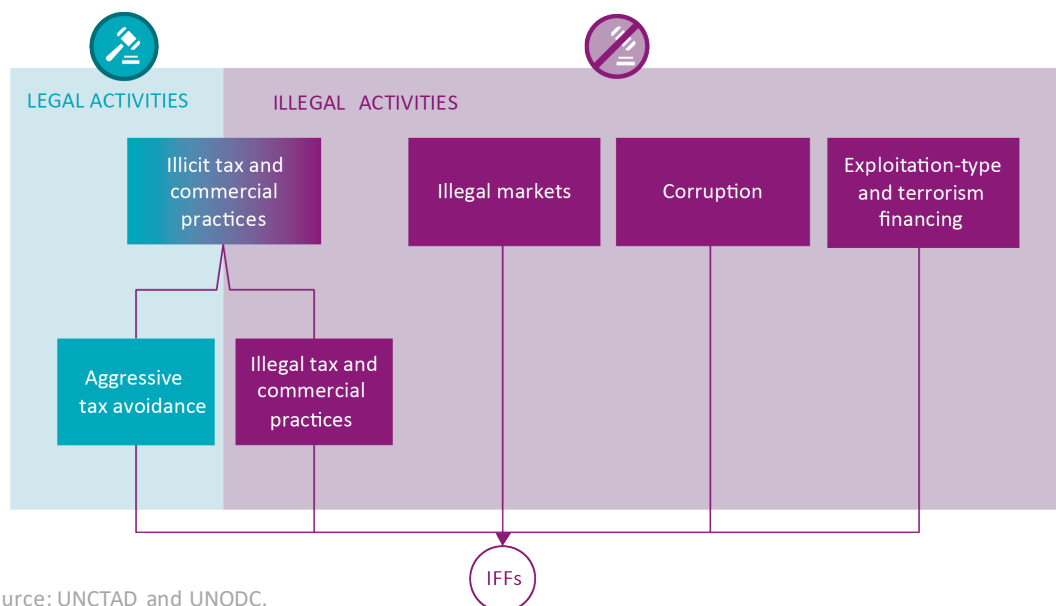 LEGAL ACTIVITIES
ILLEGAL ACTIVITIES
Illicit tax and
commercial
practices
Illegal markets
Corruption
Exploitation-type
and terrorism
financing
Aggressive
tax avoidance
Illegal tax and
commercial
practices
IFFs
urce: UNCTAD and UNODC.